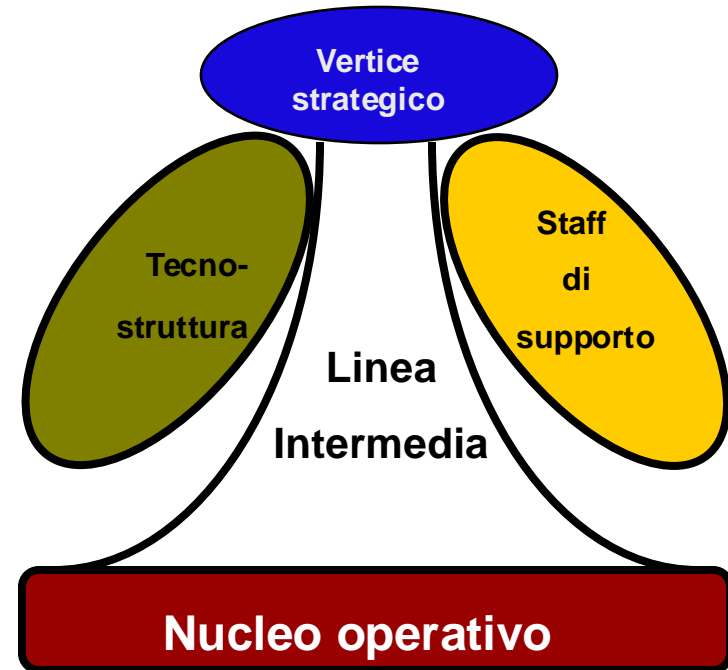 Vertice
strategico
Tecno-
struttura
Staff
di
supporto
Linea
Intermedia
Nucleo operativo